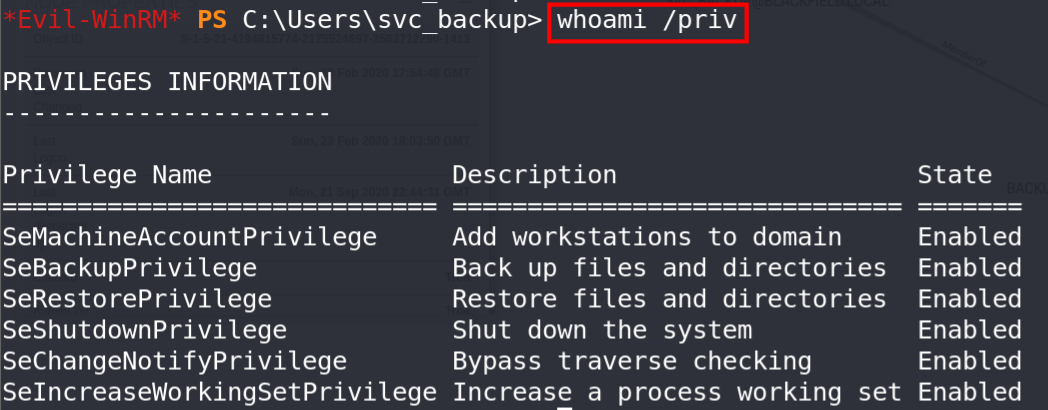 *Evil-WinRM* PS C:\Users\svc_backup> whoami /priv
PRIVILEGES INFORMATION
----------------------
Privilege Name Description State
============================= ============================== =======
SeMachineAccountPrivilege Add workstations to domain Enabled
SeBackupPrivilege Back up files and directories Enabled
SeRestorePrivilege Restore files and directories Enabled
SeShutdownPrivilege Shut down the system Enabled
SeChangeNotifyPrivilege Bypass traverse checking Enabled
SeIncreaseWorkingSetPrivilege Increase a process working set Enabled